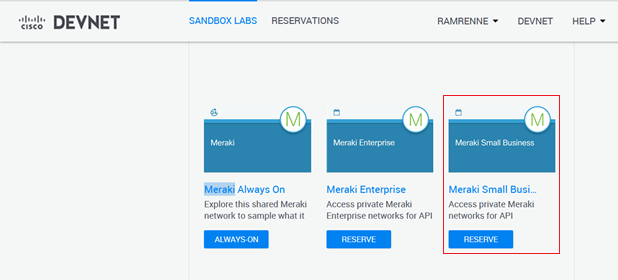 CISCO DEVNET
SANDBOX LABS
RESERVATIONS
RAMRENNE
DEVNET
HELP
M
Meraki
Meraki Always On
Explore this shared Meraki
network to sample what it
ALWAYS-ON
M
Meraki Enterprise
Meraki Enterprise
Access private Meraki
Enterprise networks for API
RESERVE
M
Meraki Small Business
Meraki Small Busi...
Access private Meraki
networks for API
RESERVE